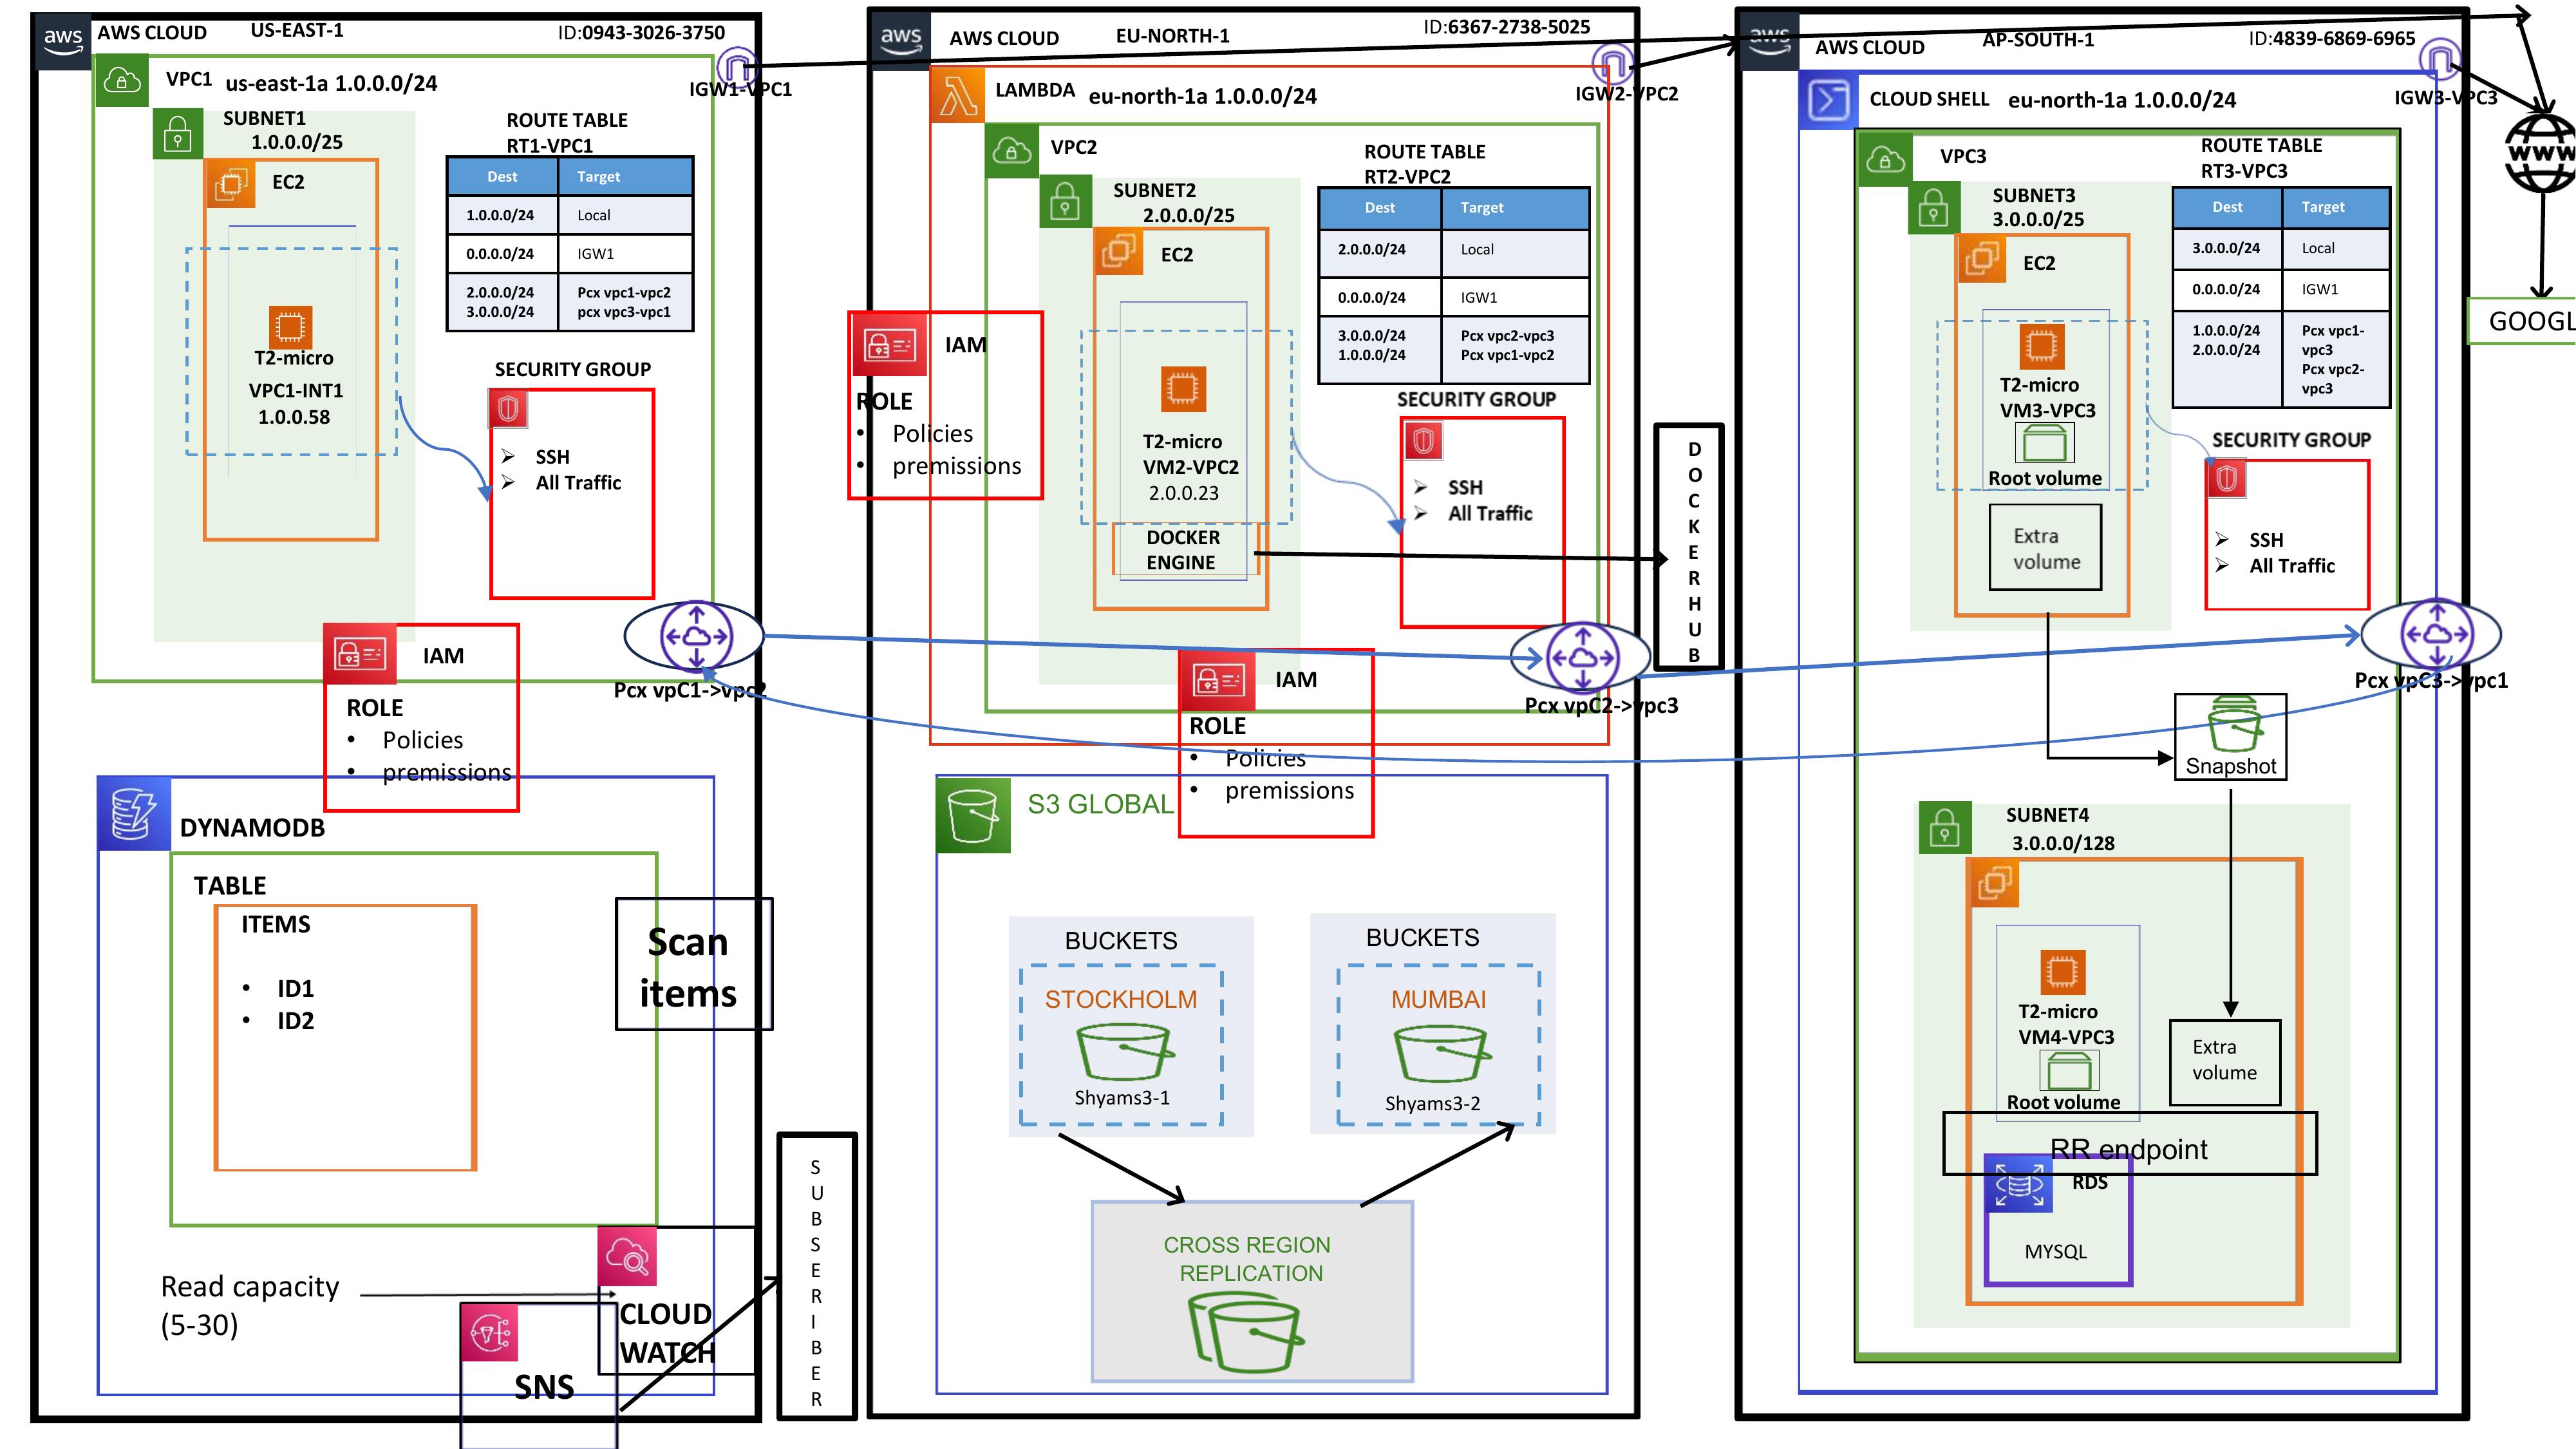 aws
AWS CLOUD
US-EAST-1
ID:0943-3026-3750
IGW1-VPC1
VPC1
us-east-1a 1.0.0.0/24
SUBNET1
1.0.0.0/25
EC2
T2-micro
VPC1-INT1
1.0.0.58
ROUTE TABLE
RT1-VPC1
Dest Target
1.0.0.0/24 Local
0.0.0.0/24 IGW1
2.0.0.0/24 Pcx vpc1-vpc2
3.0.0.0/24 pcx vpc3-vpc1
SECURITY GROUP
➢ SSH
➢ All Traffic
IAM
ROLE
• Policies
• premissions
Pcx vpC1->vpc2
DYNAMODB
TABLE
ITEMS
• ID1
• ID2
Scan
items
Read capacity
(5-30)
CLOUD
WATCH
SNS
S
U
B
S
E
R
I
B
E
R
aws
AWS CLOUD
EU-NORTH-1
ID:6367-2738-5025
IGW2-VPC2
LAMBDA
eu-north-1a 1.0.0.0/24
VPC2
SUBNET2
2.0.0.0/25
EC2
T2-micro
VM2-VPC2
2.0.0.23
DOCKER
ENGINE
ROUTE TABLE
RT2-VPC2
Dest Target
2.0.0.0/24 Local
0.0.0.0/24 IGW1
3.0.0.0/24 Pcx vpc2-vpc3
1.0.0.0/24 Pcx vpc1-vpc2
SECURITY GROUP
➢ SSH
➢ All Traffic
IAM
ROLE
• Policies
• premissions
D
O
C
K
E
R
H
U
B
IAM
ROLE
• Policies
• premissions
Pcx vpC2->vpc3
S3 GLOBAL
BUCKETS
STOCKHOLM
Shyams3-1
BUCKETS
MUMBAI
Shyams3-2
CROSS REGION
REPLICATION
aws
AWS CLOUD
AP-SOUTH-1
ID:4839-6869-6965
IGW3-VPC3
CLOUD SHELL
eu-north-1a 1.0.0.0/24
VPC3
SUBNET3
3.0.0.0/25
EC2
T2-micro
VM3-VPC3
Root volume
Extra
volume
ROUTE TABLE
RT3-VPC3
Dest Target
3.0.0.0/24 Local
0.0.0.0/24 IGW1
1.0.0.0/24 Pcx vpc1-
2.0.0.0/24 vpc3
Pcx vpc2-
vpc3
SECURITY GROUP
➢ SSH
➢ All Traffic
Pcx vpC3->vpc1
Snapshot
SUBNET4
3.0.0.0/128
T2-micro
VM4-VPC3
Root volume
Extra
volume
RR endpoint
RDS
MYSQL
WWW
GOOGL